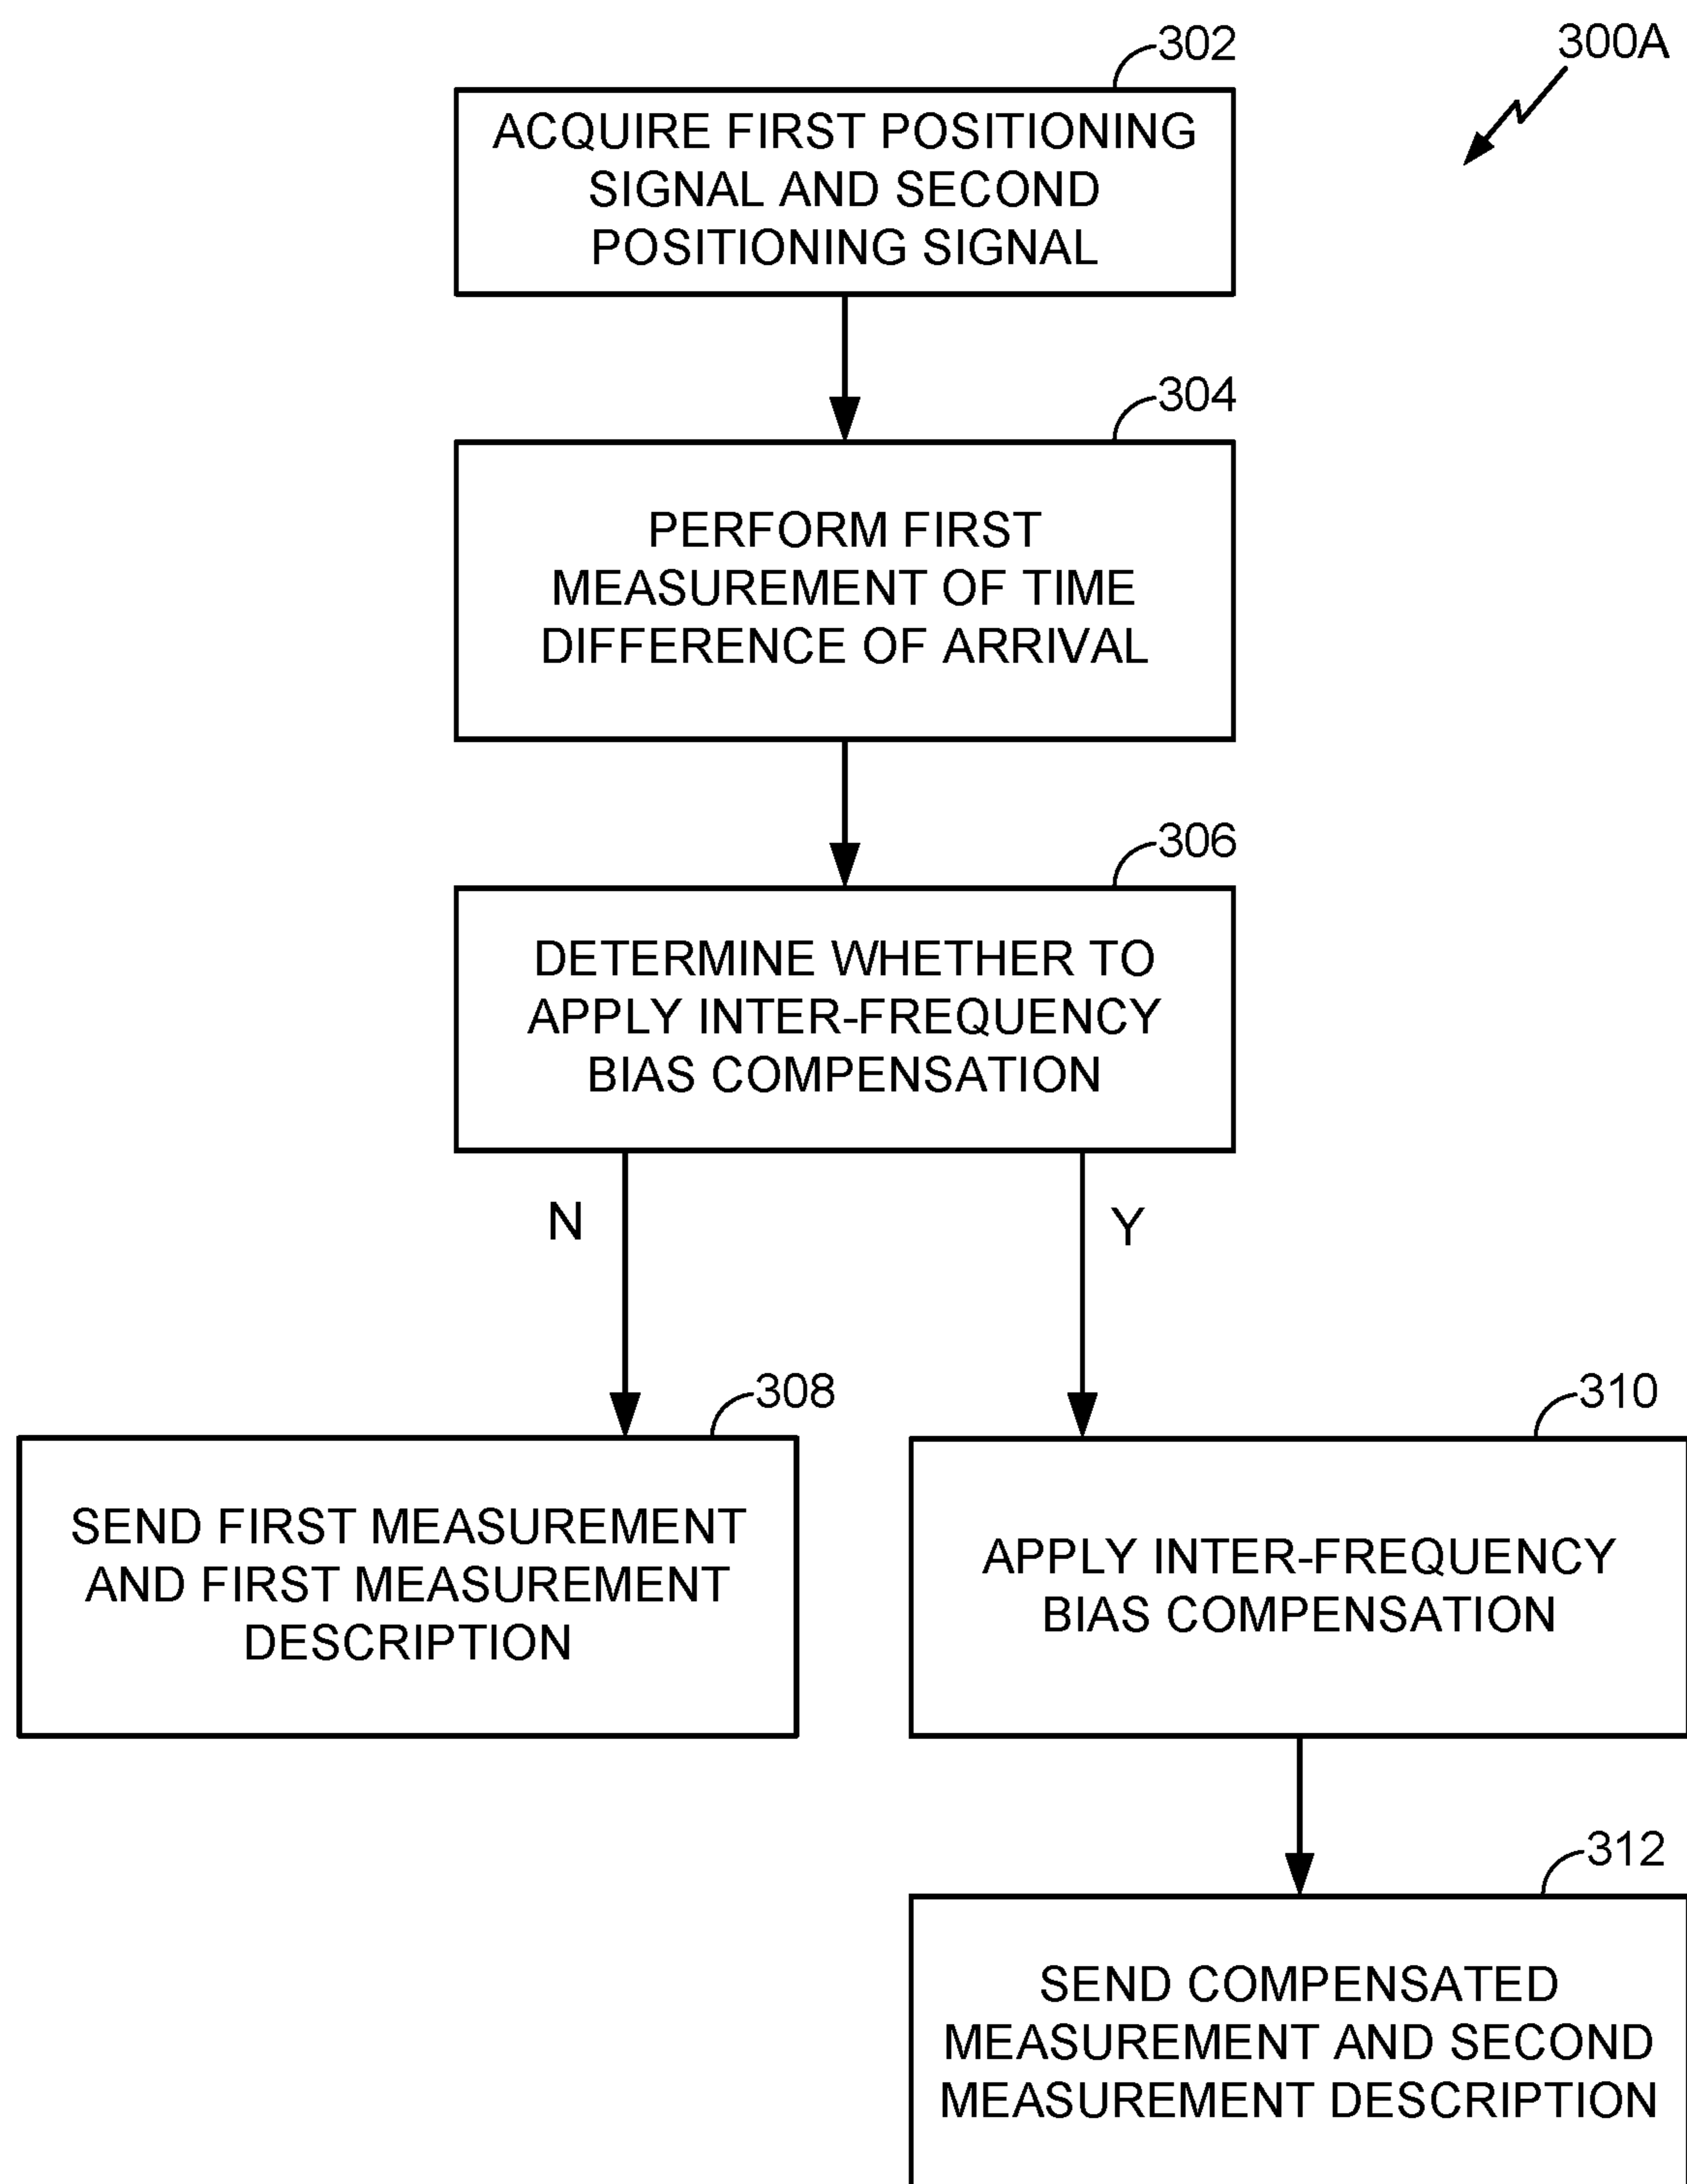 302
300A
ACQUIRE FIRST POSITIONING
SIGNAL AND SECOND
POSITIONING SIGNAL
304
PERFORM FIRST
MEASUREMENT OF TIME
DIFFERENCE OF ARRIVAL
306
DETERMINE WHETHER TO
APPLY INTER-FREQUENCY
BIAS COMPENSATION
N
Y
308
SEND FIRST MEASUREMENT
AND FIRST MEASUREMENT
DESCRIPTION
310
APPLY INTER-FREQUENCY
BIAS COMPENSATION
312
SEND COMPENSATED
MEASUREMENT AND SECOND
MEASUREMENT DESCRIPTION